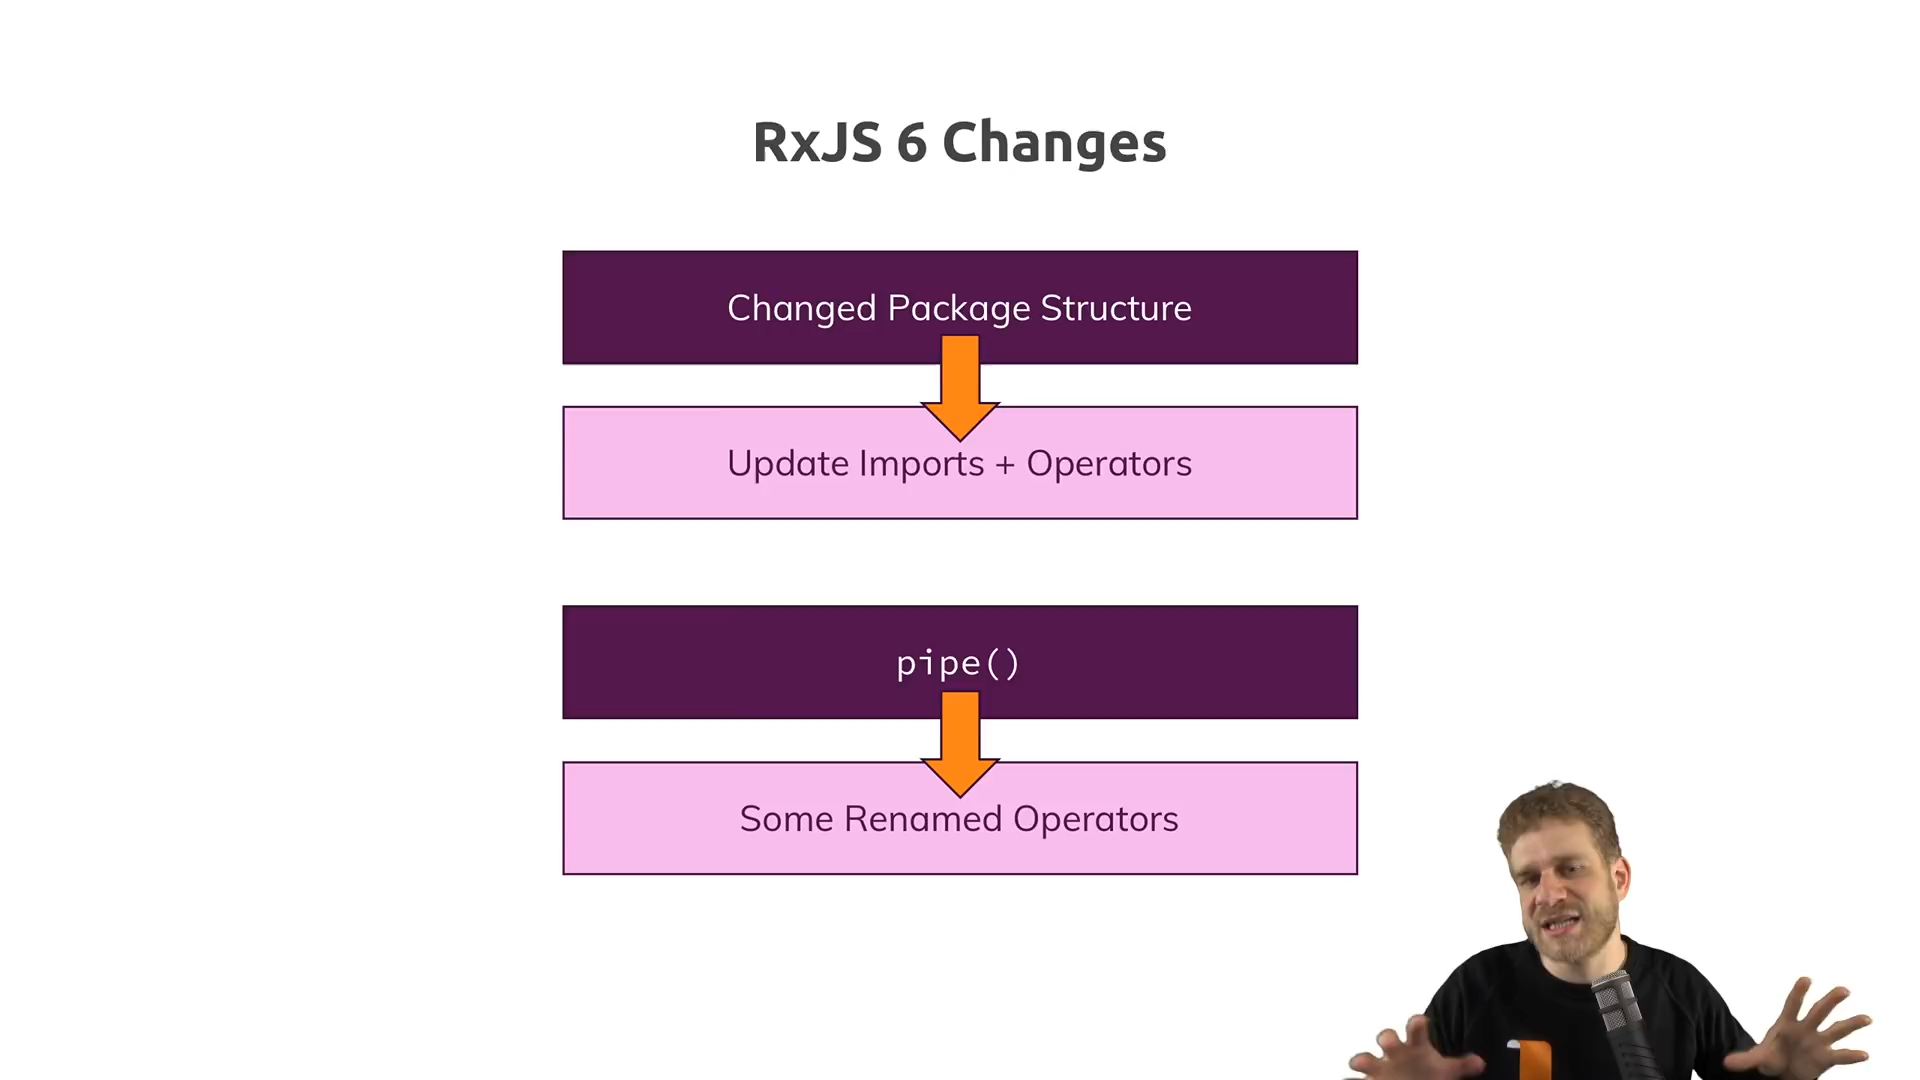 RxJS 6 Changes
Changed Package Structure
Update Imports + Operators
pipe()
Some Renamed Operators